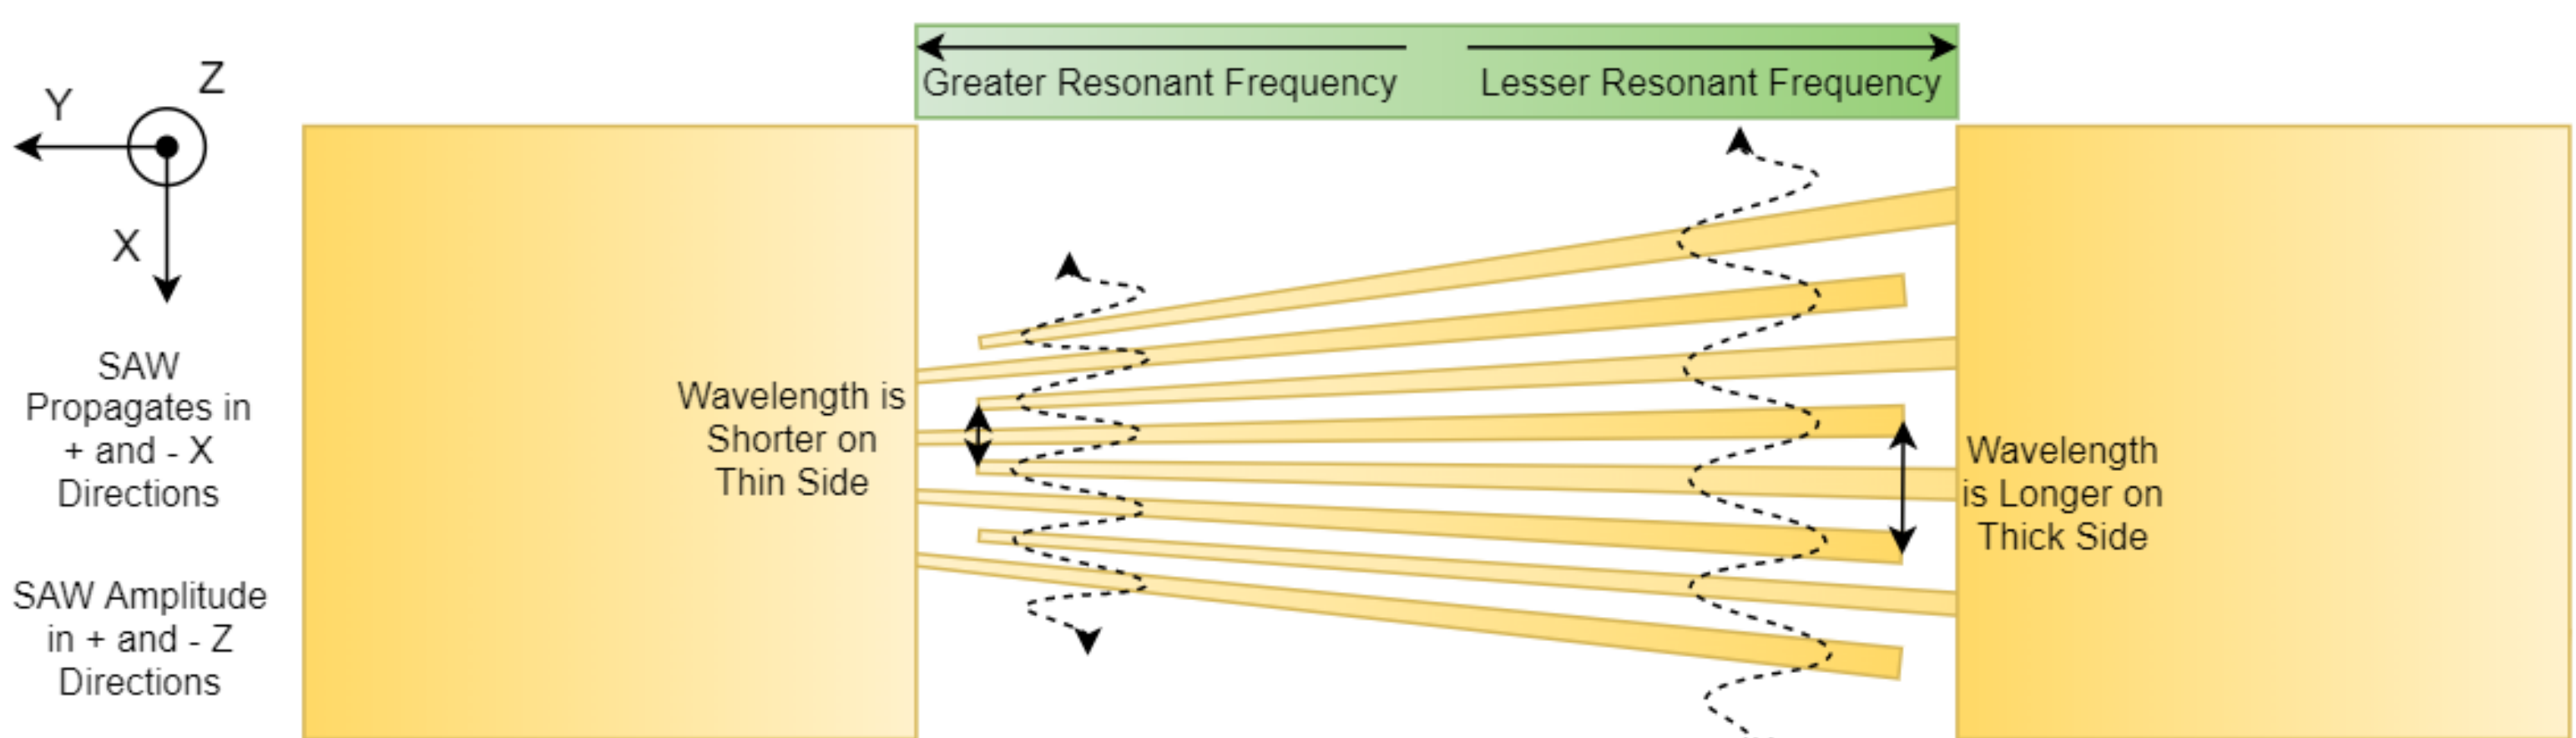 Greater Resonant Frequency
Lesser Resonant Frequency
Z
Y
X
SAW
Propagates in
+ and - X
Directions
SAW Amplitude
in + and - Z
Directions
Wavelength is
Shorter on
Thin Side
Wavelength
is Longer on
Thick Side